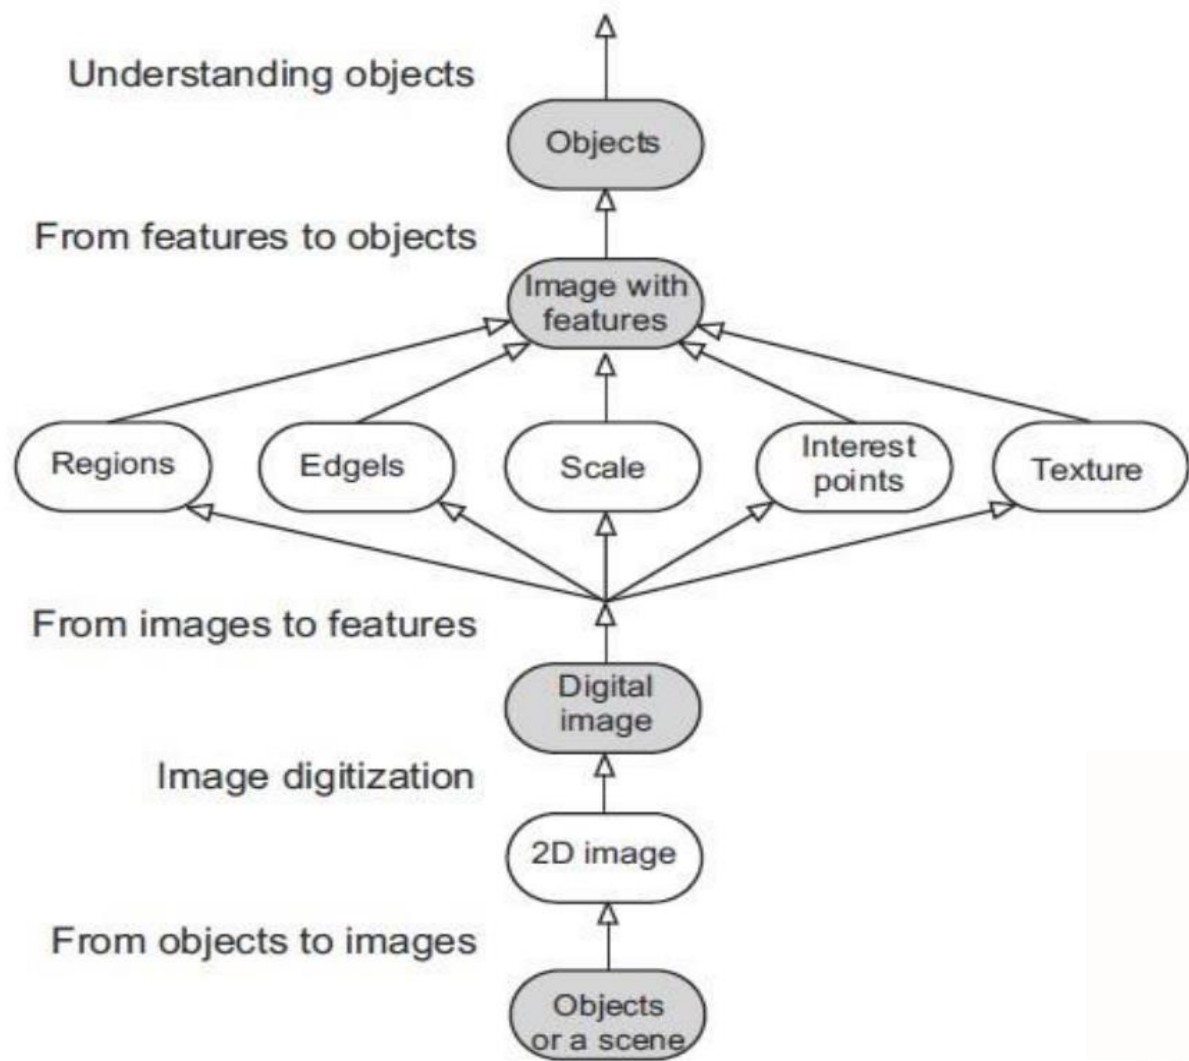 Understanding objects
Objects
From features to objects
Image with
features
Regions
Edgels
Scale
Interest
points
Texture
From images to features
Digital
image
Image digitization
2D image
From objects to images
Objects
or a scene